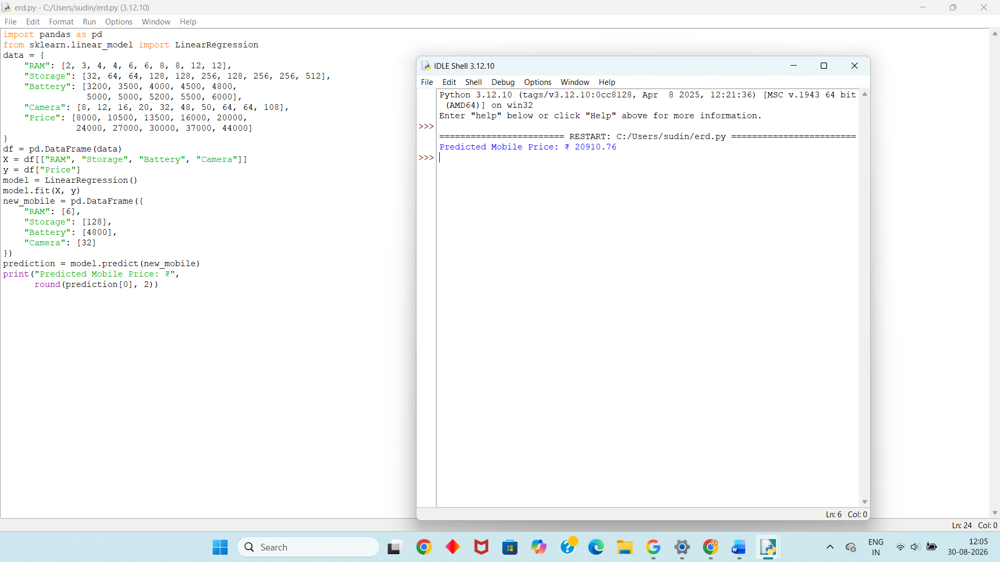 erd.py - C:/Users/sudin/erd.py (3.12.10)
File Edit Format Run Options Window Help
import pandas as pd
from sklearn.linear_model import LinearRegression
data = {
    "RAM": [2, 3, 4, 4, 6, 6, 8, 8, 12, 12],
    "Storage": [32, 64, 64, 128, 128, 256, 128, 256, 256, 512],
    "Battery": [3200, 3500, 4000, 4500, 4800,
                5000, 5000, 5200, 5500, 6000],
    "Camera": [8, 12, 16, 20, 32, 48, 50, 64, 64, 108],
    "Price": [8000, 10500, 13500, 16000, 20000,
              24000, 27000, 30000, 37000, 44000]
}
df = pd.DataFrame(data)
X = df[["RAM", "Storage", "Battery", "Camera"]]
y = df["Price"]
model = LinearRegression()
model.fit(X, y)
new_mobile = pd.DataFrame({
    "RAM": [6],
    "Storage": [128],
    "Battery": [4800],
    "Camera": [32]
})
prediction = model.predict(new_mobile)
print("Predicted Mobile Price: ₹",
      round(prediction[0], 2))
IDLE Shell 3.12.10
File Edit Shell Debug Options Window Help
Python 3.12.10 (tags/v3.12.10:0cc8128, Apr  8 2025, 12:21:36) [MSC v.1943 64 bit
 (AMD64)] on win32
Enter "help" below or click "Help" above for more information.
>>>
======================== RESTART: C:/Users/sudin/erd.py ========================
Predicted Mobile Price: ₹ 20910.76
>>>
Ln: 6 Col: 0
Ln: 24 Col: 0
Search
ENG
IN
12:05
30-08-2026